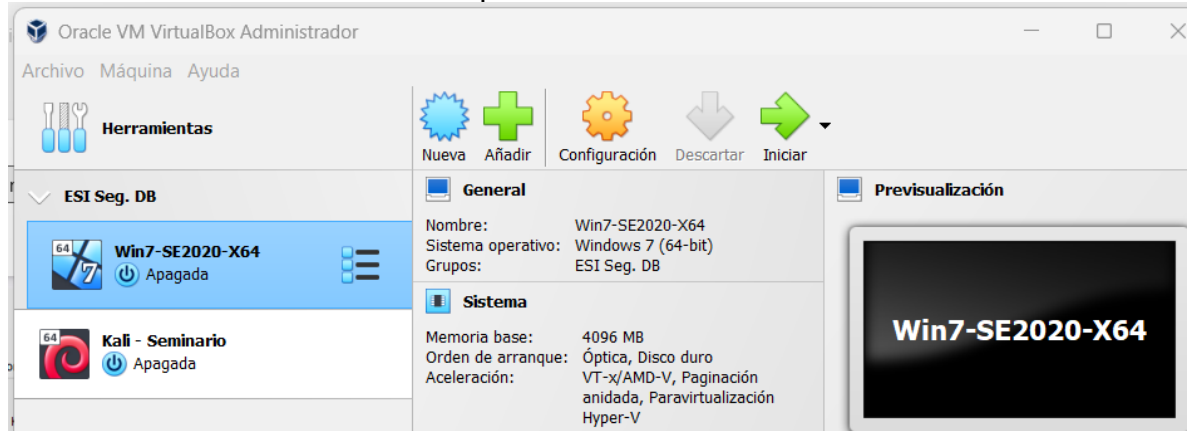 Oracle VM VirtualBox Administrador
Archivo Máquina Ayuda
Herramientas
Nueva Añadir Configuración Descartar Iniciar
ESI Seg. DB
64 7 Win7-SE2020-X64
Apagada
64 Kali - Seminario
Apagada
General
Nombre: Win7-SE2020-X64
Sistema operativo: Windows 7 (64-bit)
Grupos: ESI Seg. DB
Sistema
Memoria base: 4096 MB
Orden de arranque: Óptica, Disco duro
Aceleración: VT-x/AMD-V, Paginación
anidada, Paravirtualización
Hyper-V
Previsualización
Win7-SE2020-X64